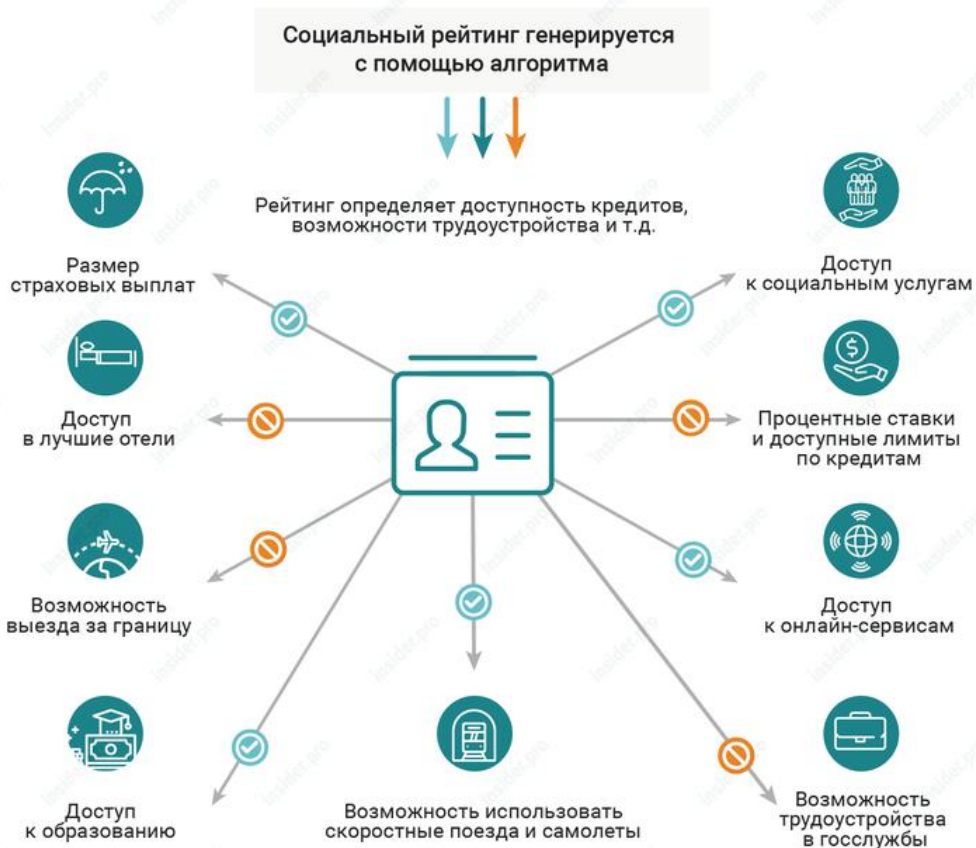 Социальный рейтинг генерируется
с помощью алгоритма
Рейтинг определяет доступность кредитов,
возможности трудоустройства и т.д.
Размер
страховых выплат
Доступ
к социальным услугам
Доступ
в лучшие отели
Процентные ставки
и доступные лимиты
по кредитам
Возможность
выезда за границу
Доступ
к онлайн-сервисам
Доступ
к образованию
Возможность использовать
скоростные поезда и самолеты
Возможность
трудоустройства
в госслужбы
insider.pro